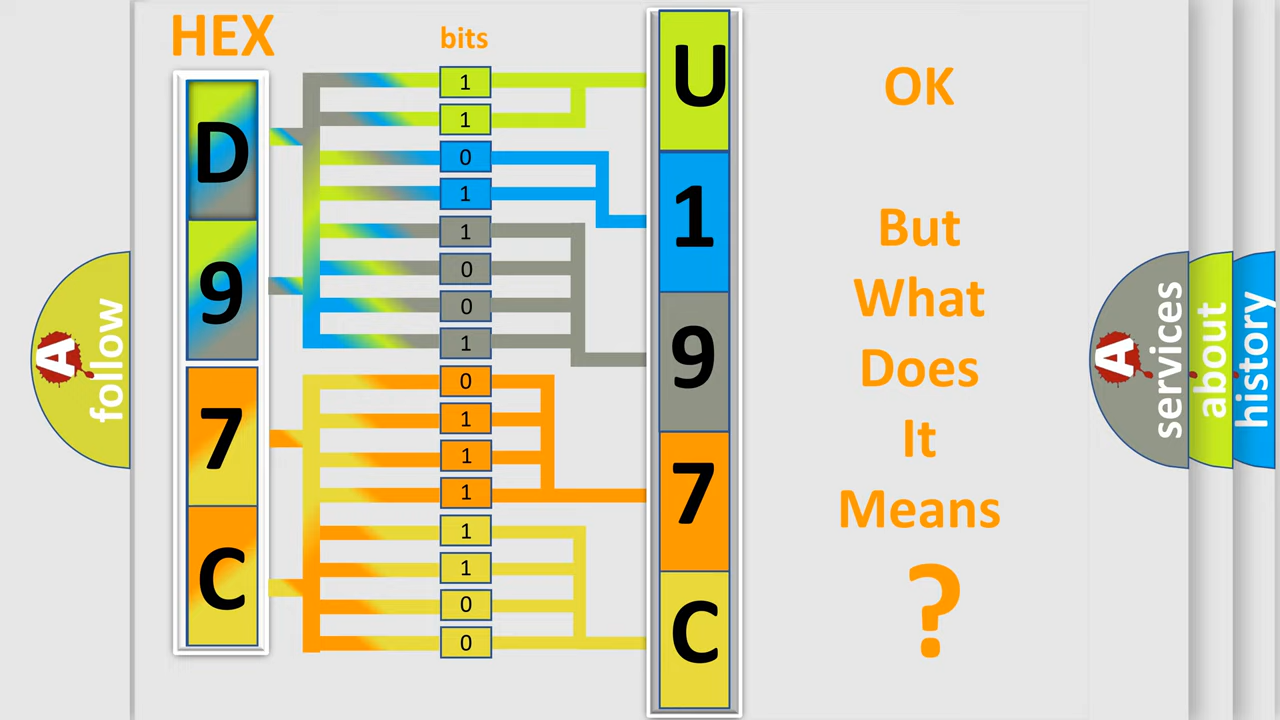 HEX
bits
D
9
7
C
1
1
0
1
1
0
0
1
0
1
1
1
1
1
0
0
U
1
9
7
C
OK
But
What
Does
It
Means
?
A
follow
A
services
about
history